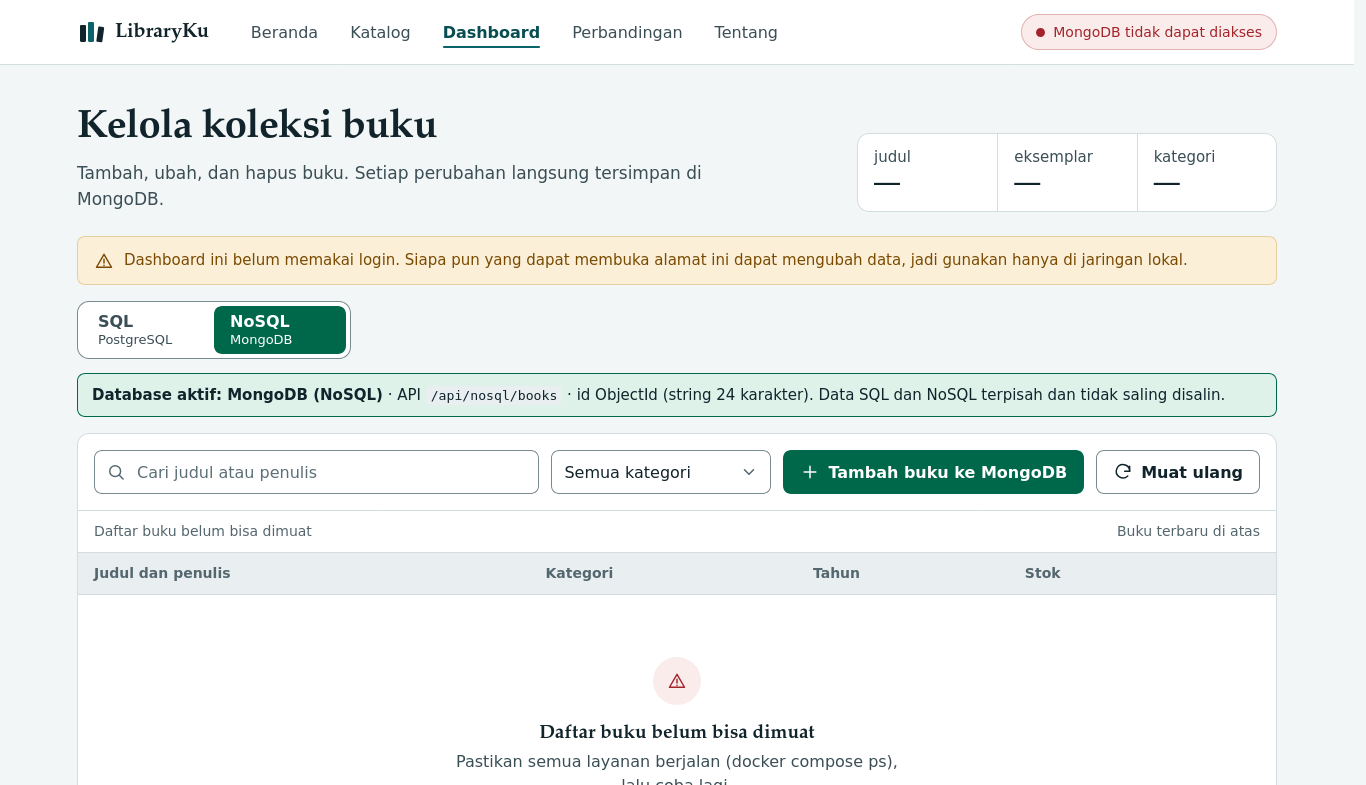 LibraryKu
Beranda
Katalog
Dashboard
Perbandingan
Tentang
MongoDB tidak dapat diakses
Kelola koleksi buku
Tambah, ubah, dan hapus buku. Setiap perubahan langsung tersimpan di
MongoDB.
judul
—
eksemplar
—
kategori
—
Dashboard ini belum memakai login. Siapa pun yang dapat membuka alamat ini dapat mengubah data, jadi gunakan hanya di jaringan lokal.
SQL
PostgreSQL
NoSQL
MongoDB
Database aktif: MongoDB (NoSQL) · API /api/nosql/books · id ObjectId (string 24 karakter). Data SQL dan NoSQL terpisah dan tidak saling disalin.
Cari judul atau penulis
Semua kategori
Tambah buku ke MongoDB
Muat ulang
Daftar buku belum bisa dimuat
Buku terbaru di atas
Judul dan penulis
Kategori
Tahun
Stok
Daftar buku belum bisa dimuat
Pastikan semua layanan berjalan (docker compose ps),
lalu coba lagi.